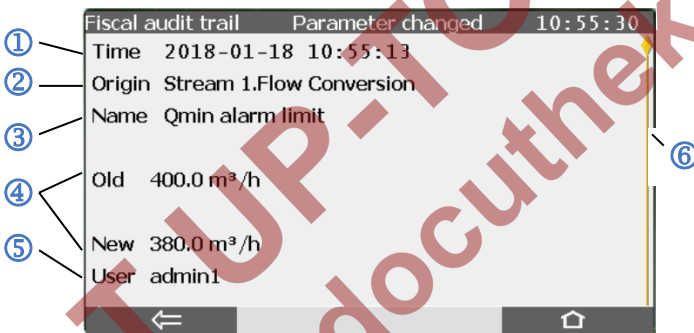 Fiscal audit trail Parameter changed 10:55:30
① Time 2018-01-18 10:55:13
② Origin Stream 1.Flow Conversion
③ Name Qmin alarm limit
⑥
④ Old 400.0 m³/h
New 380.0 m³/h
⑤ User admin1
T UP-TO
docuthek